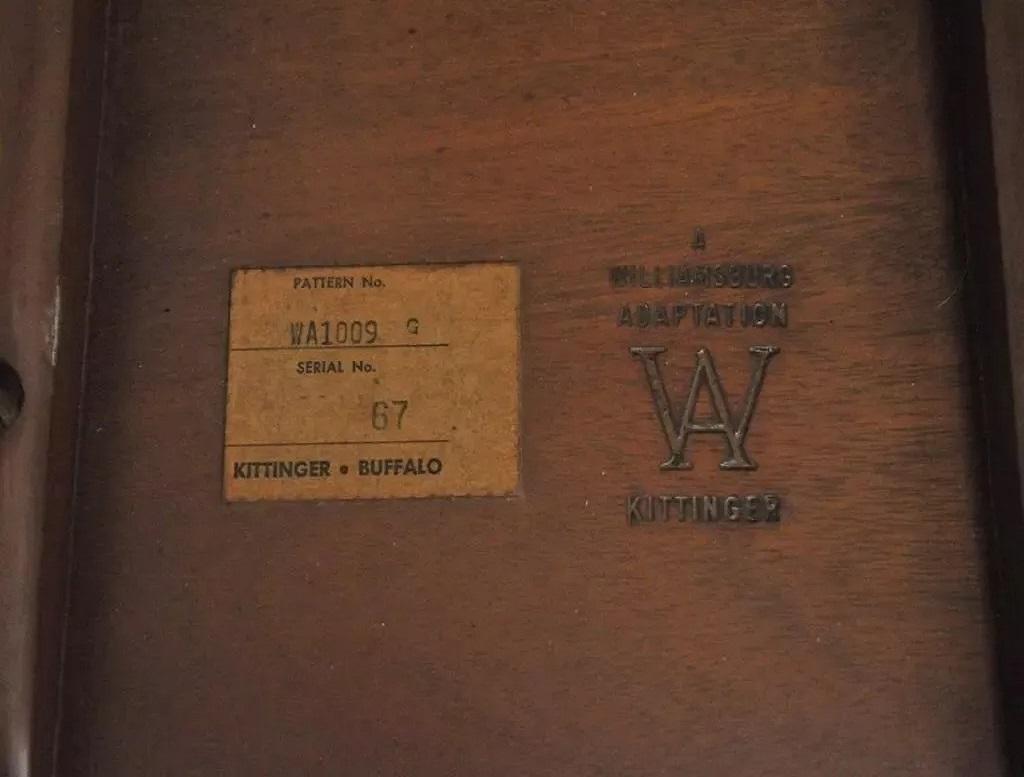 PATTERN No.
WA1009 G
SERIAL No.
67
KITTINGER • BUFFALO
A
WILLIAMSBURG
ADAPTATION
WA
KITTINGER